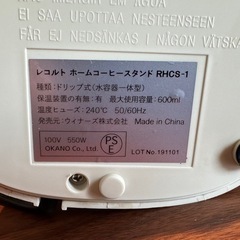 EI SAA UPOTTAA NESTEENSEEN
FÅR EJ NEDSÄNKAS I NÅGON VÄTSKA
レコルト ホームコーヒースタンド RHCS-1
種類：ドリップ式（水容器一体型）
保温装置の有無：有 最大使用容量：600ml
温度ヒューズ：240℃ 50/60Hz
発売元：ウィナーズ株式会社 Made in China
100V 550W
OKANO Co., Ltd
PS
E
LOT No.191101